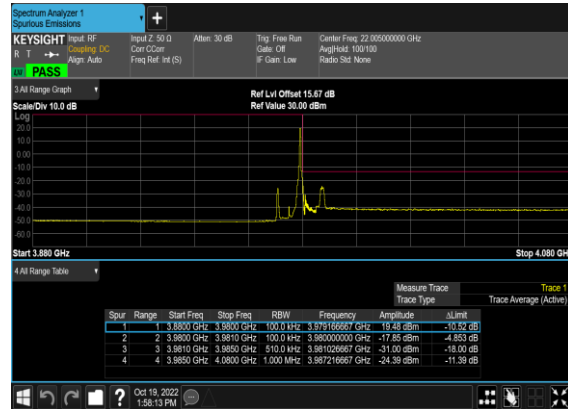 Spectrum Analyzer 1
Spurious Emissions
KEYSIGHT Input: RF Input Z: 50 Ω Atten: 30 dB Trig: Free Run Center Freq: 22.005000000 GHz
R T Coupling: DC Corr CCorr Gate: Off Avg|Hold: 100/100
Align: Auto Freq Ref: Int (S) IF Gain: Low Radio Std: None
LW PASS
3 All Range Graph
Ref Lvl Offset 15.67 dB
Scale/Div 10.0 dB Ref Value 30.00 dBm
Log
20.0
10.0
0.00
-10.0
-20.0
-30.0
-40.0
-50.0
-60.0
Start 3.880 GHz Stop 4.080 GH
4 All Range Table
Measure Trace Trace 1
Trace Type Trace Average (Active)
Spur Range Start Freq Stop Freq RBW Frequency Amplitude ΔLimit
1 1 3.8800 GHz 3.9800 GHz 100.0 kHz 3.979166667 GHz 19.48 dBm -10.52 dB
2 2 3.9800 GHz 3.9810 GHz 100.0 kHz 3.980000000 GHz -17.85 dBm -4.853 dB
3 3 3.9810 GHz 3.9850 GHz 510.0 kHz 3.981026667 GHz -31.00 dBm -18.00 dB
4 4 3.9850 GHz 4.0800 GHz 1.000 MHz 3.987216667 GHz -24.39 dBm -11.39 dB
? Oct 19, 2022
1:58:13 PM